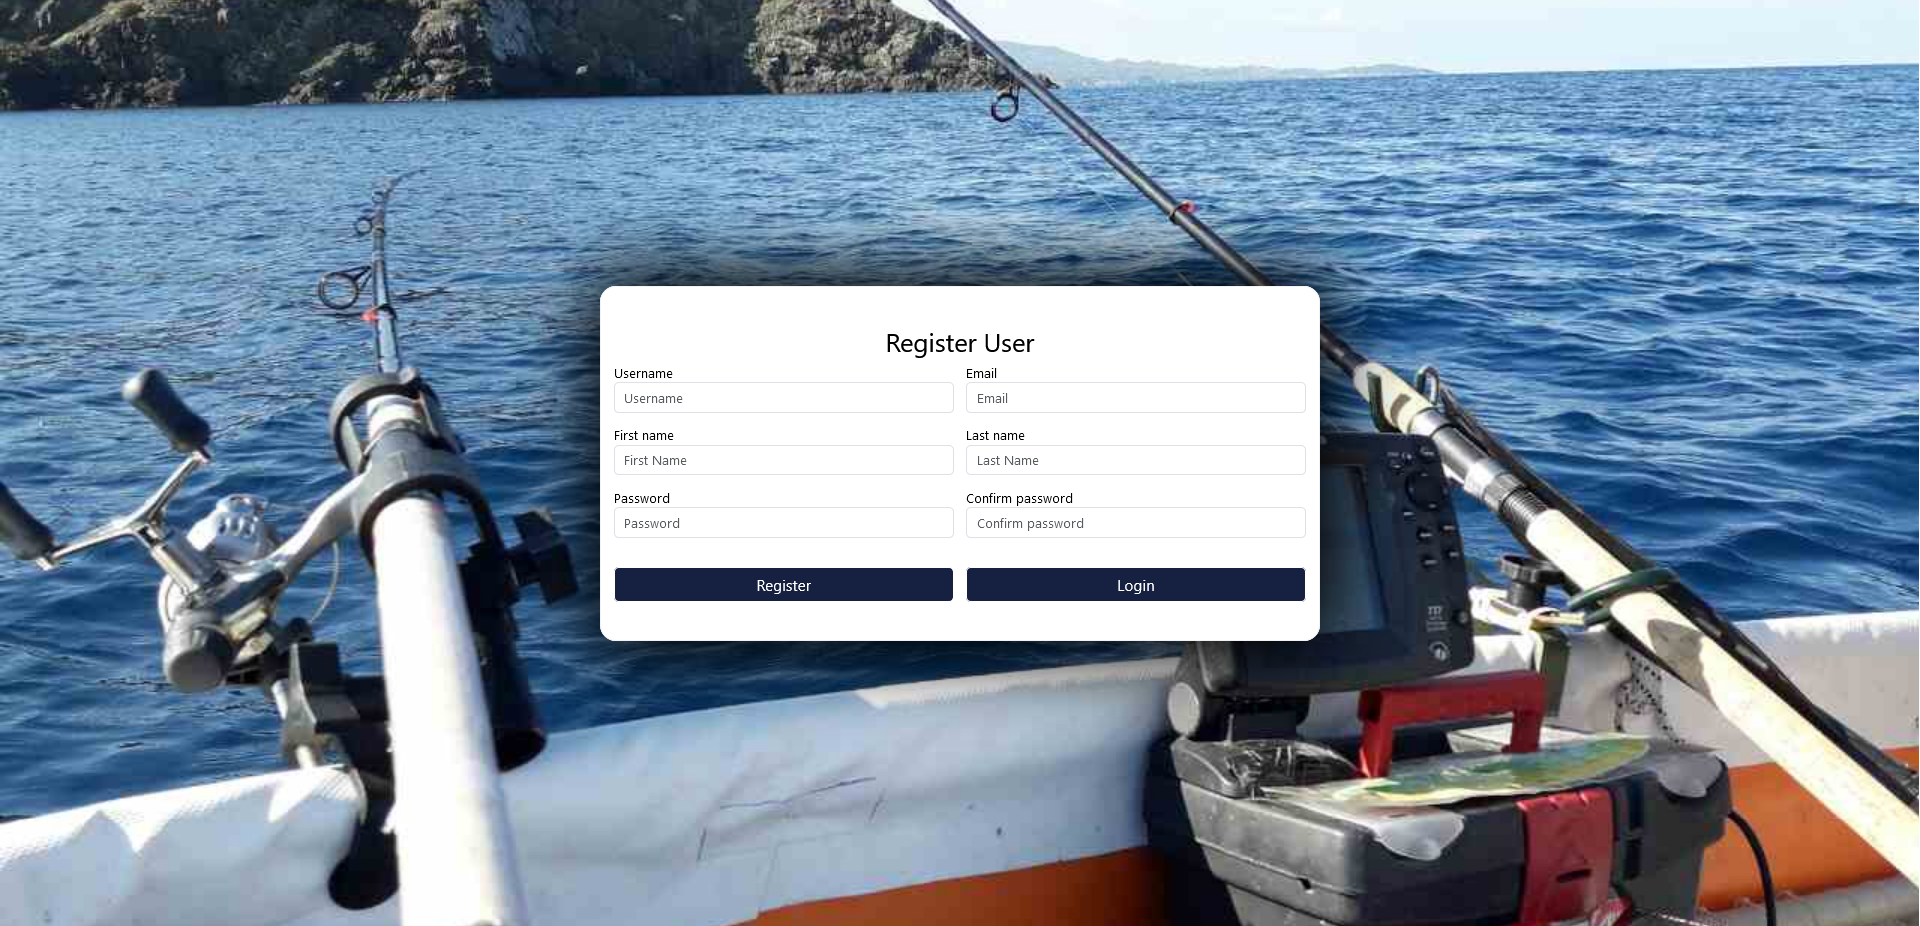 Register User
Username Email
Username Email
First name Last name
First Name Last Name
Password Confirm password
Password Confirm password
Register Login